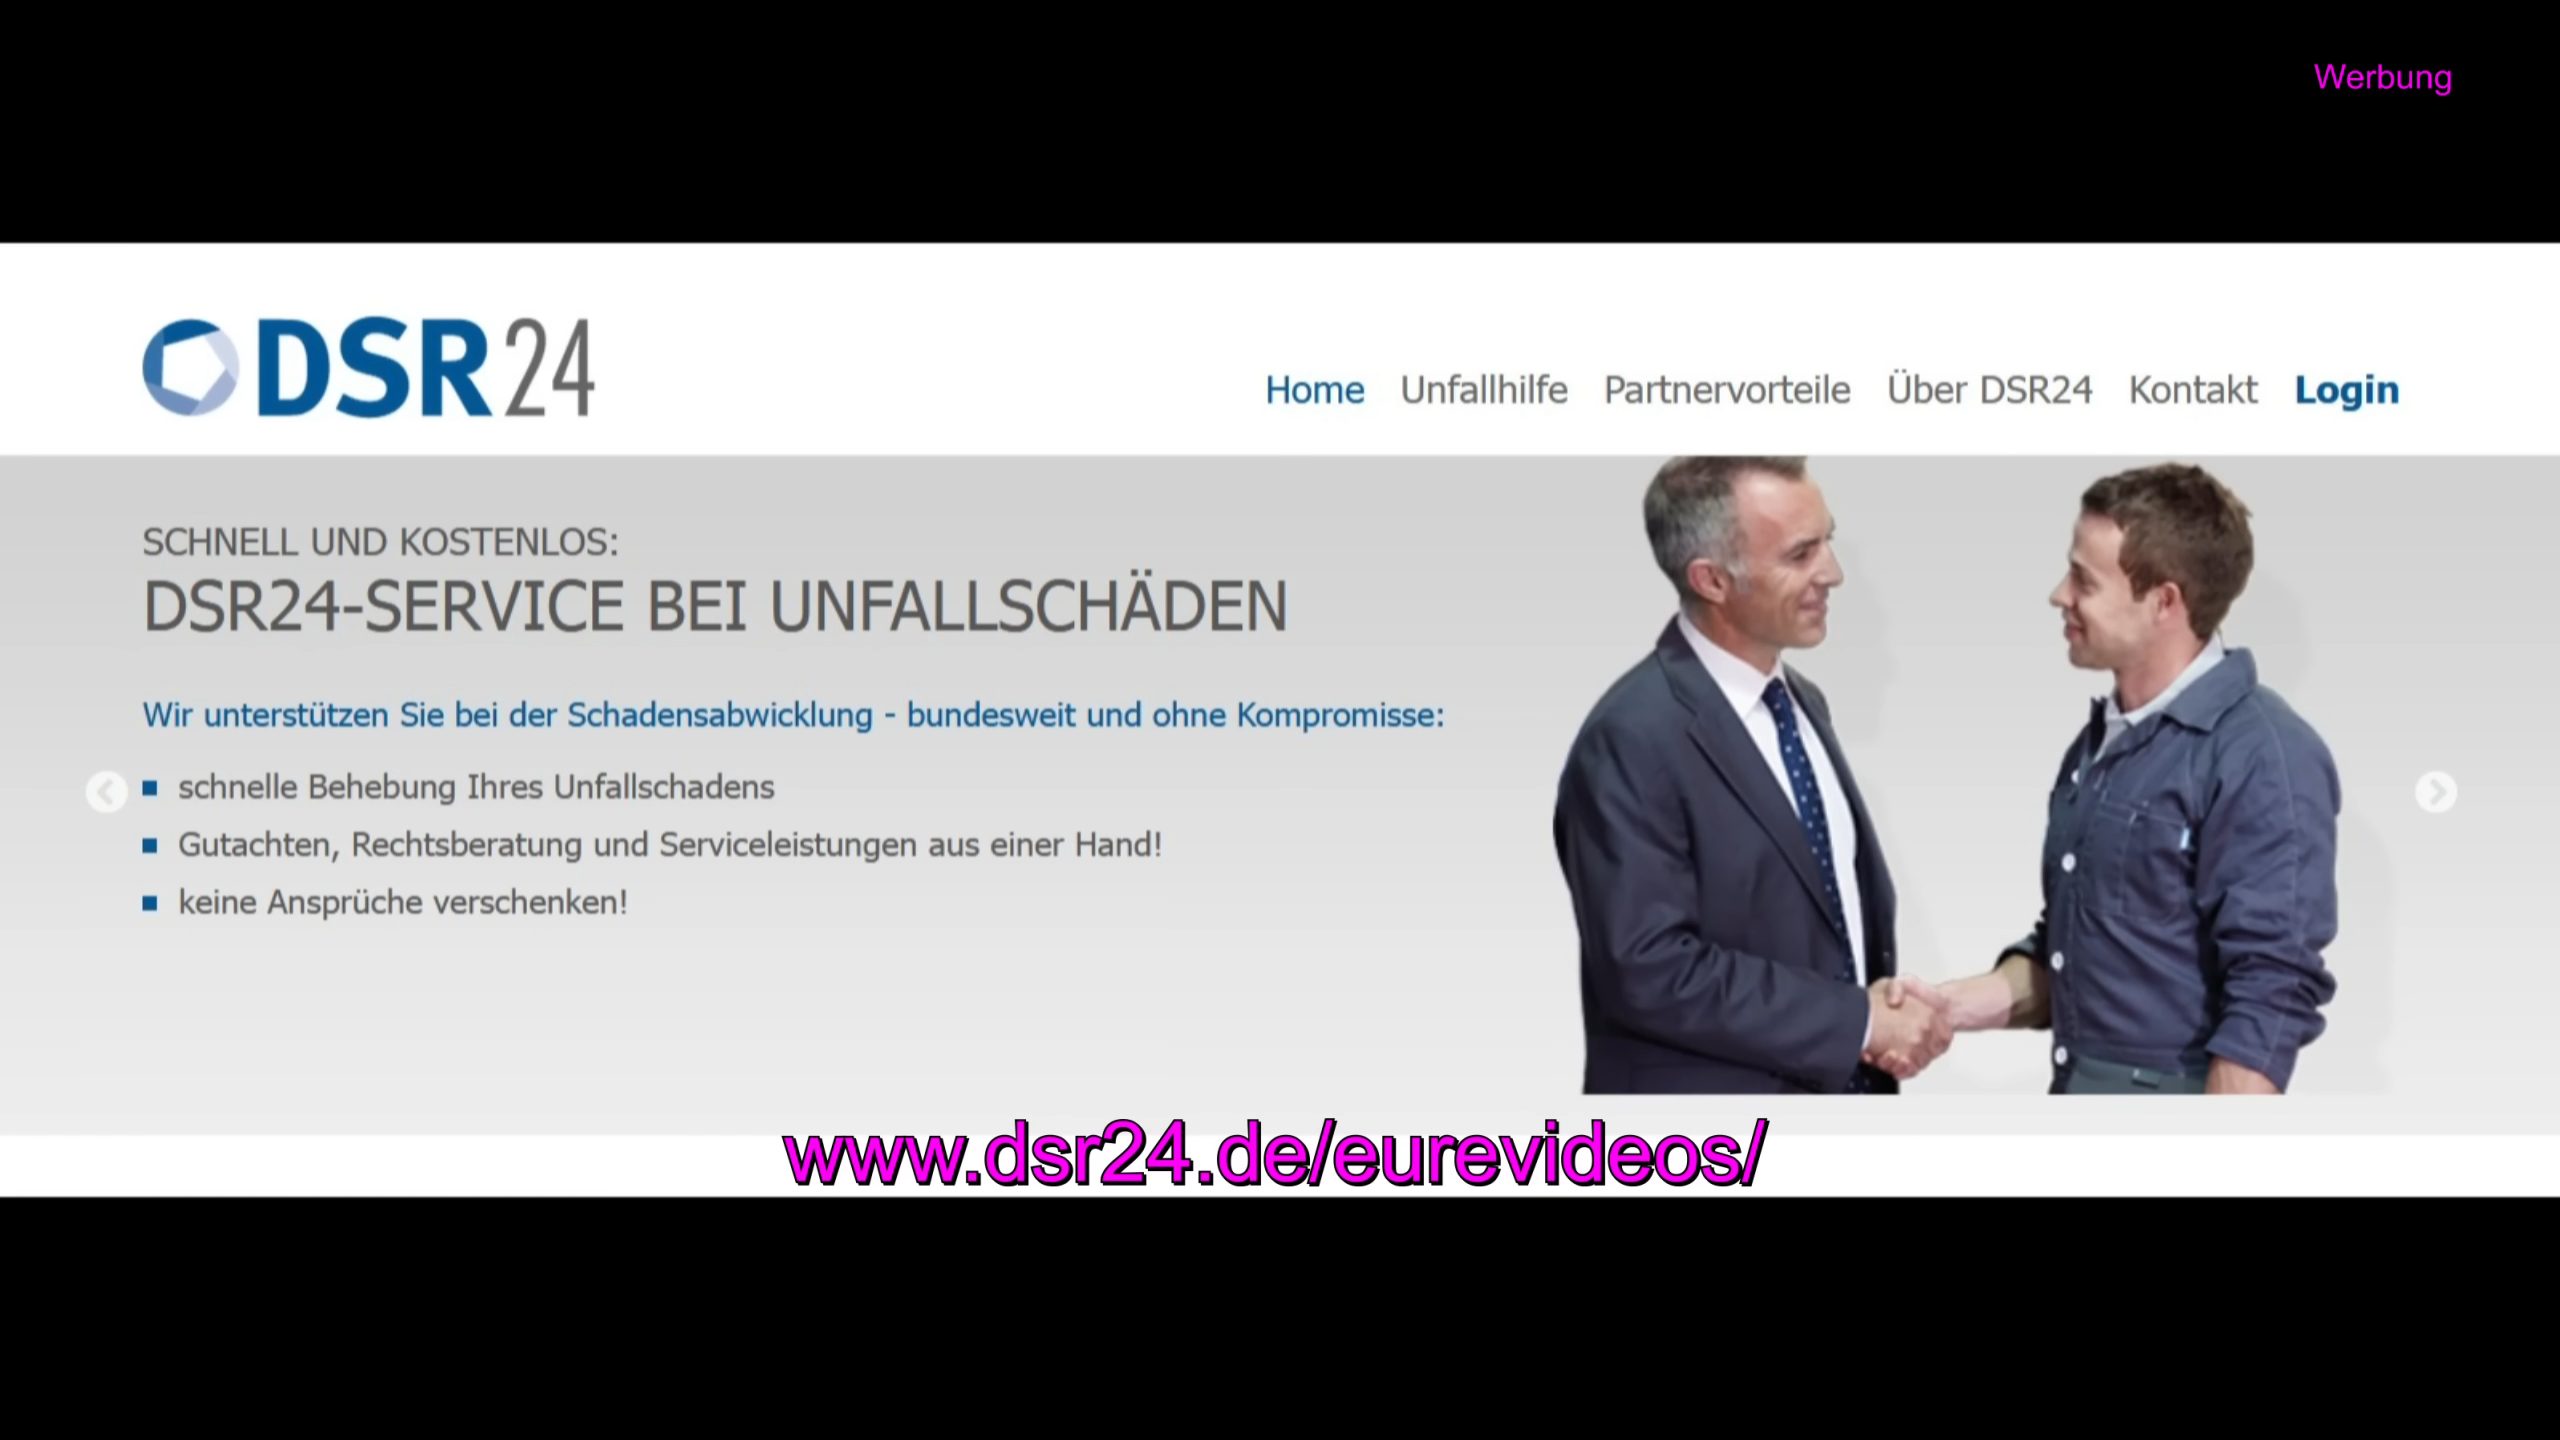 Werbung
DSR24
Home Unfallhilfe Partnervorteile Über DSR24 Kontakt Login
SCHNELL UND KOSTENLOS:
DSR24-SERVICE BEI UNFALLSCHÄDEN
Wir unterstützen Sie bei der Schadensabwicklung - bundesweit und ohne Kompromisse:
schnelle Behebung Ihres Unfallschadens
Gutachten, Rechtsberatung und Serviceleistungen aus einer Hand!
keine Ansprüche verschenken!
www.dsr24.de/eurevideos/